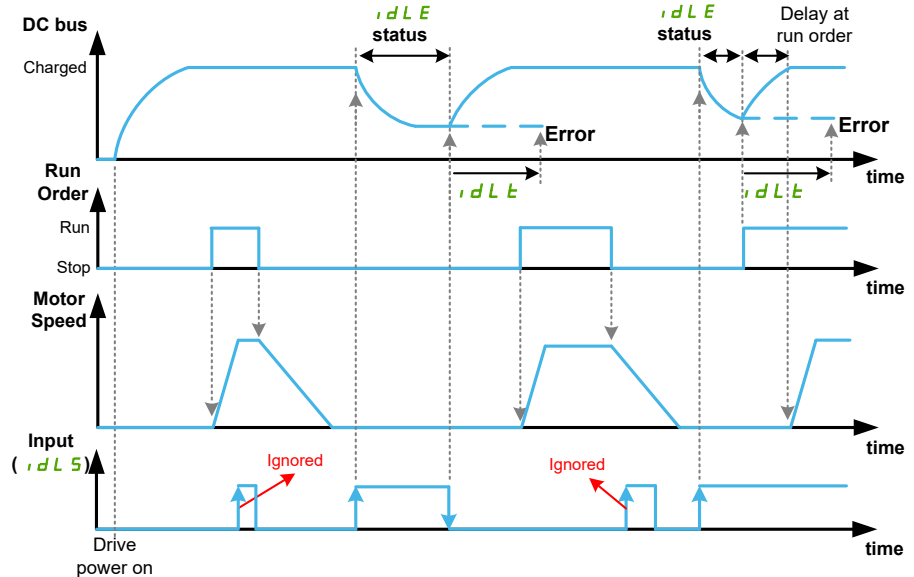 DC bus
Charged
idLE
status
idLE
status
Delay at
run order
Error
Error
time
idLt
idLt
Run
Order
Run
Stop
time
Motor
Speed
time
Input
( idLS)
Ignored
Ignored
time
Drive
power on